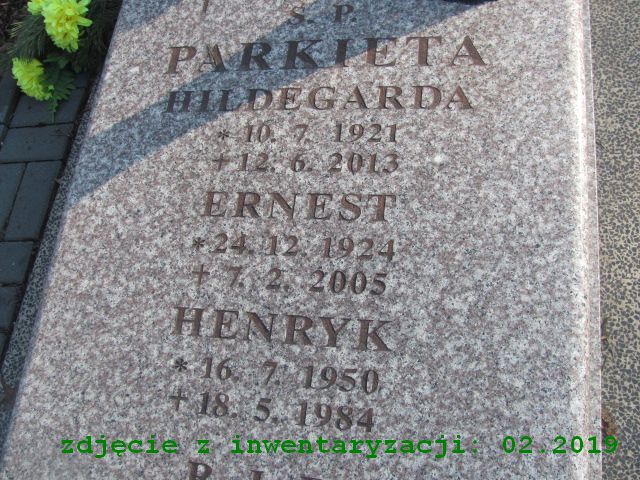 Ś. P.
PARKIETA
HILDEGARDA
* 10. 7. 1921
† 12. 6. 2013
ERNEST
* 24. 12. 1924
† 7. 2. 2005
HENRYK
* 16. 7. 1950
† 18. 5. 1984
zdjęcie z inwentaryzacji: 02.2019